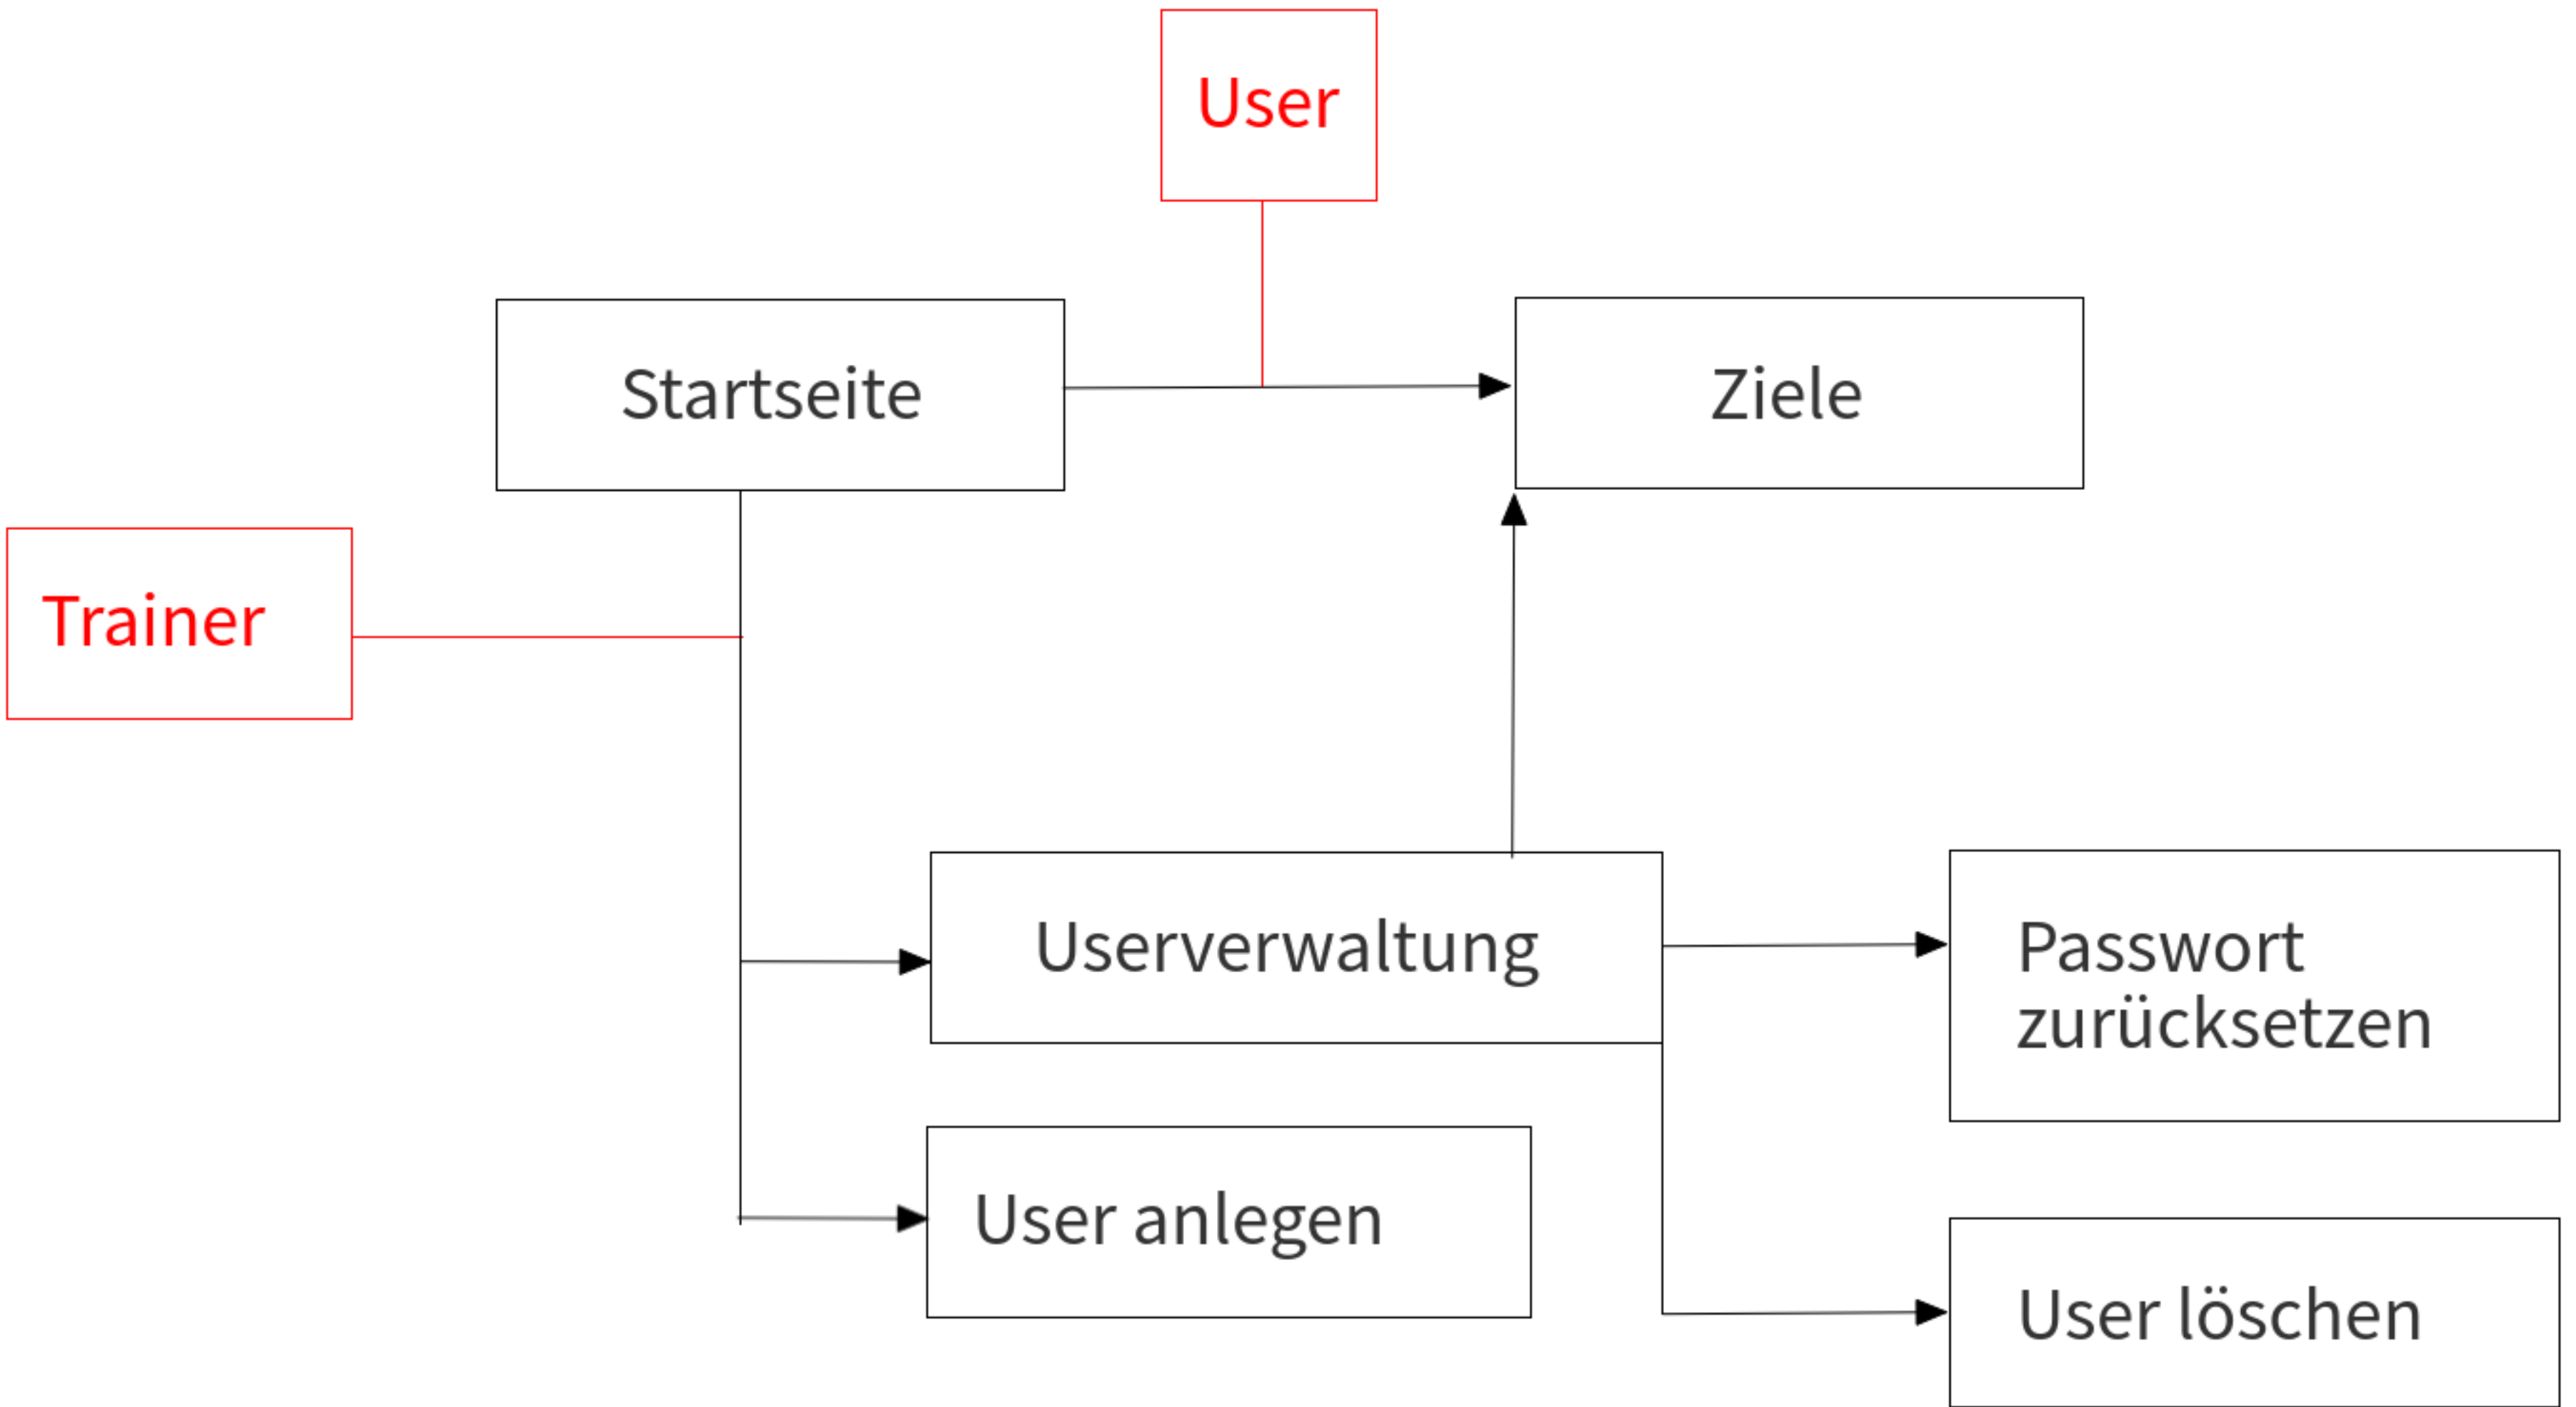 User
Startseite
Ziele
Trainer
Userverwaltung
Passwort
zurücksetzen
User anlegen
User löschen